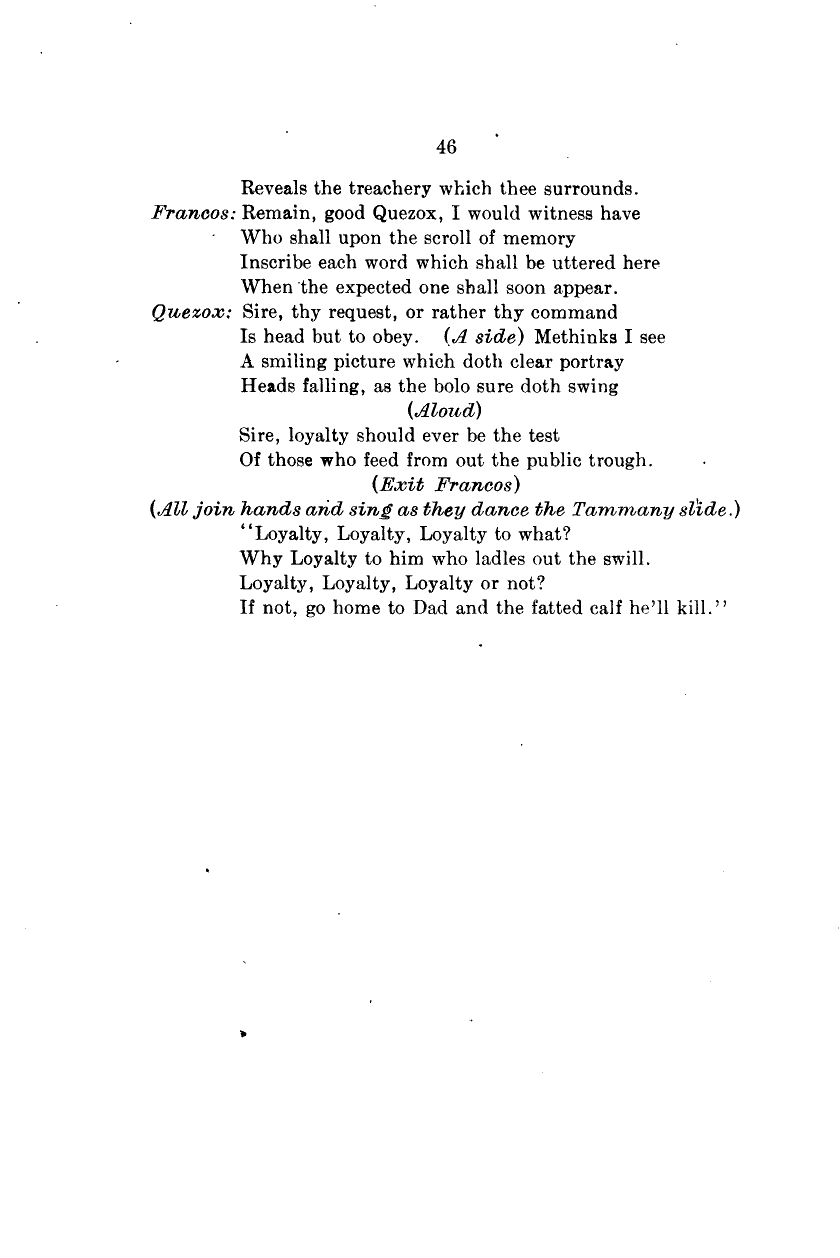 46
Reveals the treachery which thee surrounds.
Francos: Remain, good Quezox, I would witness have
Who shall upon the scroll of memory
Inscribe each word which shall be uttered here
When the expected one shall soon appear.
Quezox: Sire, thy request, or rather thy command
Is head but to obey. (A side) Methinks I see
A smiling picture which doth clear portray
Heads falling, as the bolo sure doth swing
(Aloud)
Sire, loyalty should ever be the test
Of those who feed from out the public trough.
(Exit Francos)
(All join hands and sing as they dance the Tammany slide.)
"Loyalty, Loyalty, Loyalty to what?
Why Loyalty to him who ladles out the swill.
Loyalty, Loyalty, Loyalty or not?
If not, go home to Dad and the fatted calf he'll kill."